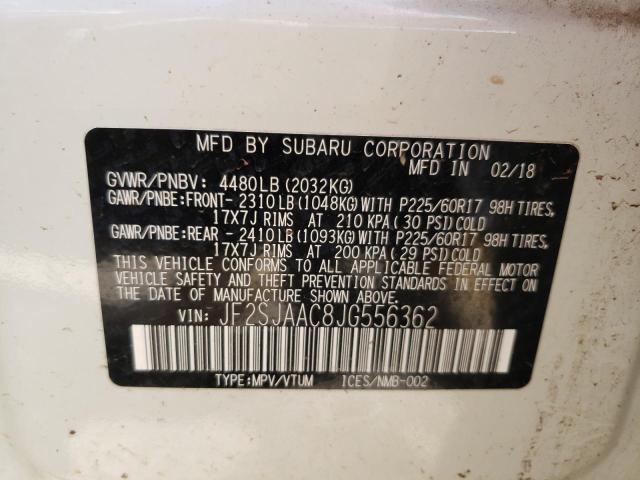 MFD BY SUBARU CORPORATION
MFD IN 02/18
GVWR/PNBV: 4480LB(2032KG)
GAWR/PNBE:FRONT- 2310LB(1048KG)WITH P225/60R17 98H TIRES,
17X7J RIMS AT 210 KPA( 30 PSI)COLD
GAWR/PNBE:REAR - 2410LB(1093KG)WITH P225/60R17 98H TIRES,
17X7J RIMS AT 200 KPA( 29 PSI)COLD
THIS VEHICLE CONFORMS TO ALL APPLICABLE FEDERAL MOTOR
VEHICLE SAFETY AND THEFT PREVENTION STANDARDS IN EFFECT
ON THE DATE OF MANUFACTURE SHOWN ABOVE.
VIN: JF2SJAAC8JG556362
TYPE:MPV/VTUM ICES/NMB-002